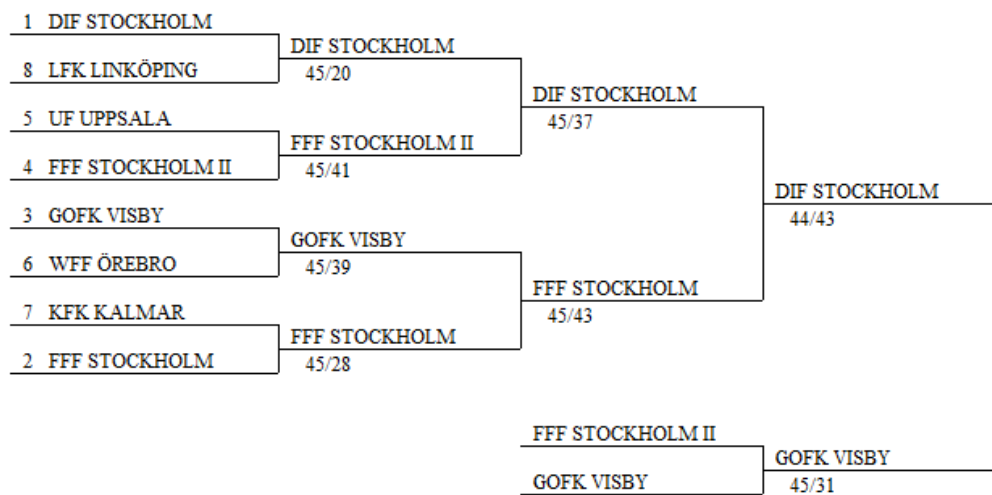 1 DIF STOCKHOLM
8 LFK LINKÖPING
5 UF UPPSALA
4 FFF STOCKHOLM II
3 GOFK VISBY
6 WFF ÖREBRO
7 KFK KALMAR
2 FFF STOCKHOLM
DIF STOCKHOLM
45/20
FFF STOCKHOLM II
45/41
GOFK VISBY
45/39
FFF STOCKHOLM
45/28
DIF STOCKHOLM
45/37
FFF STOCKHOLM
45/43
DIF STOCKHOLM
44/43
FFF STOCKHOLM II
GOFK VISBY
GOFK VISBY
45/31